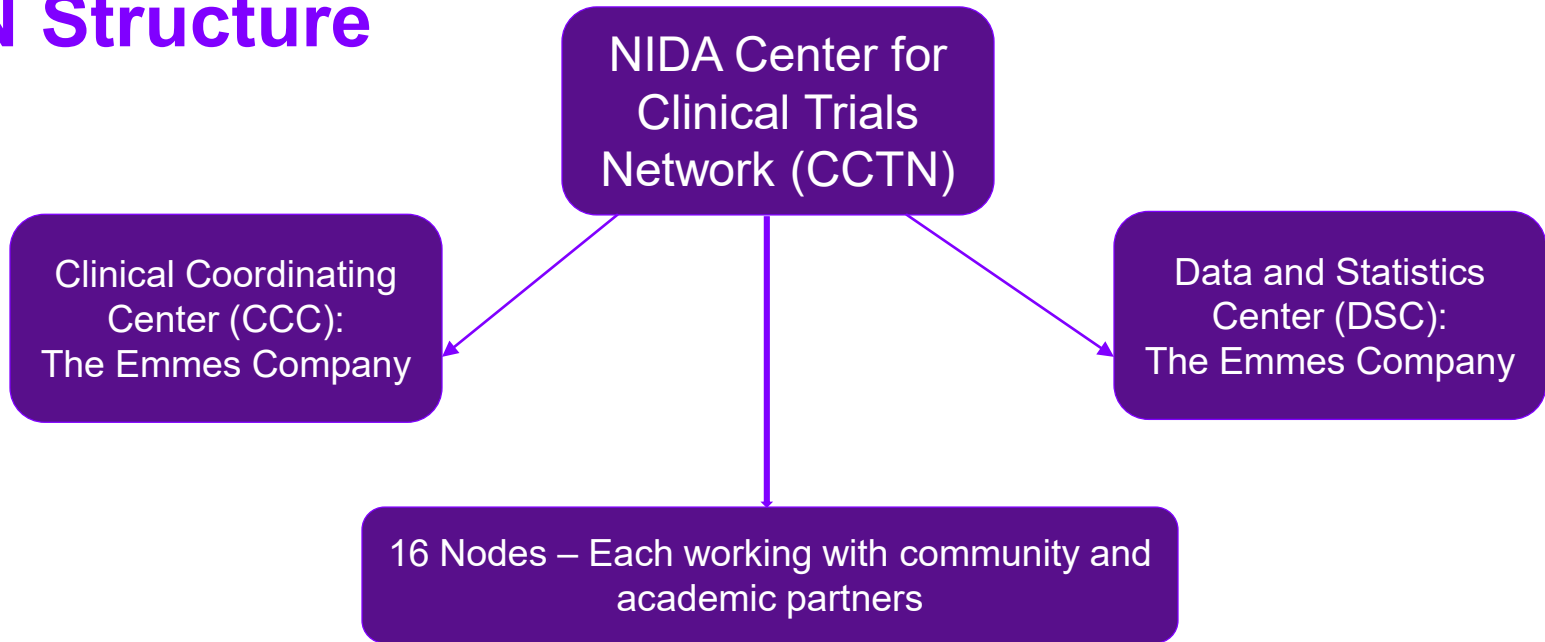 N Structure
NIDA Center for
Clinical Trials
Network (CCTN)
Clinical Coordinating
Center (CCC):
The Emmes Company
Data and Statistics
Center (DSC):
The Emmes Company
16 Nodes – Each working with community and
academic partners